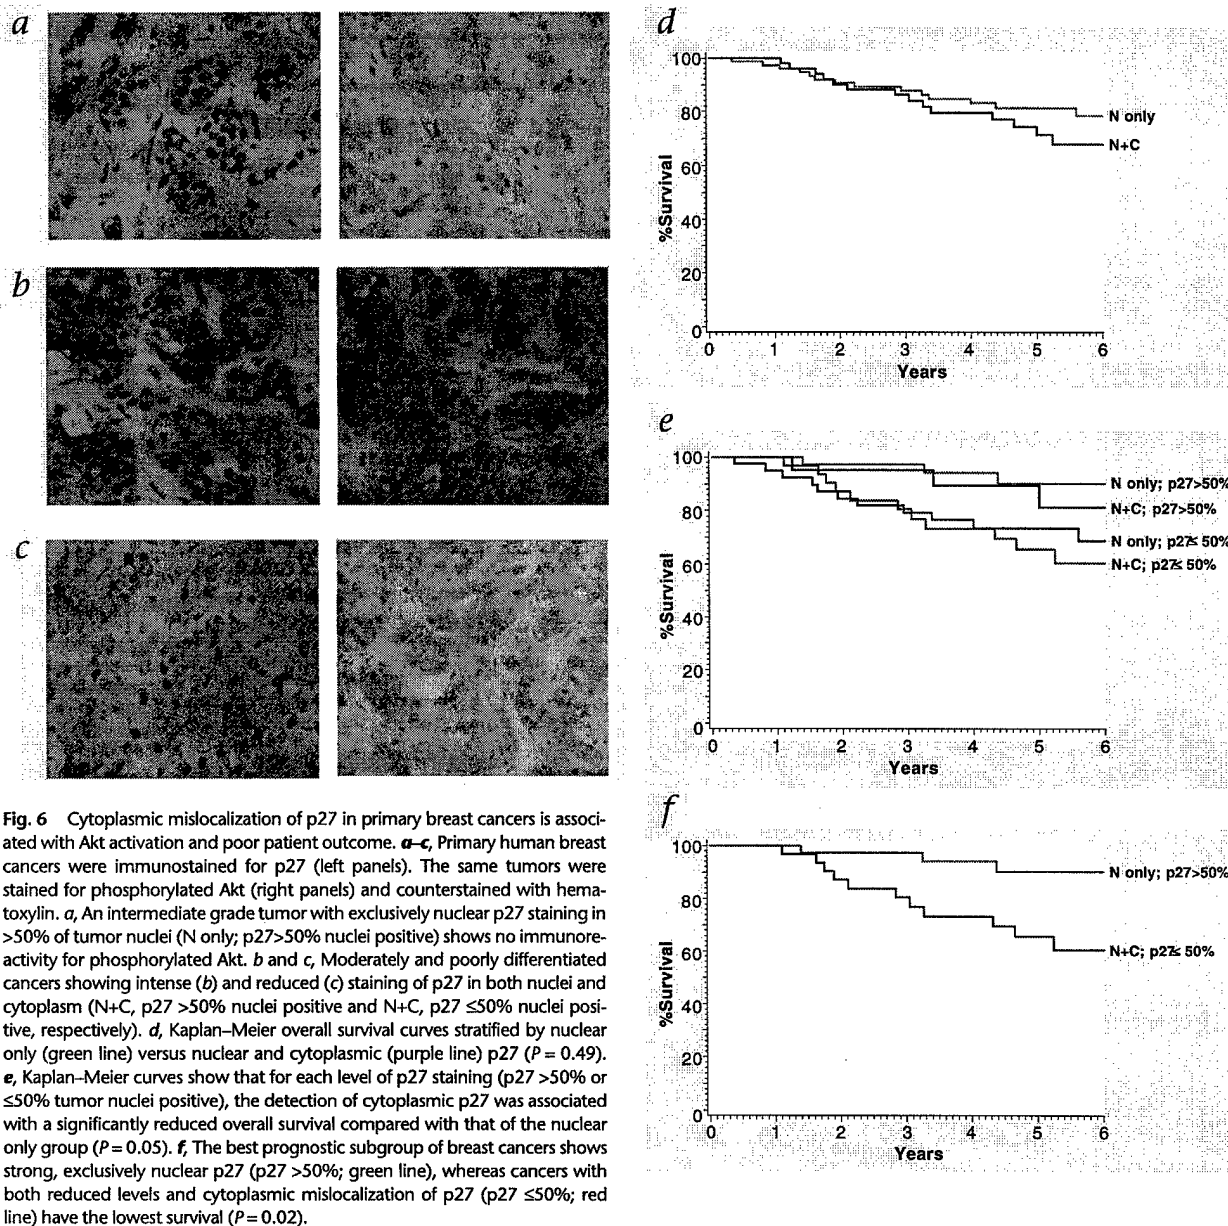 a
b
c
Fig. 6 Cytoplasmic mislocalization of p27 in primary breast cancers is associ-
ated with Akt activation and poor patient outcome. a–c, Primary human breast
cancers were immunostained for p27 (left panels). The same tumors were
stained for phosphorylated Akt (right panels) and counterstained with hema-
toxylin. a, An intermediate grade tumor with exclusively nuclear p27 staining in
>50% of tumor nuclei (N only; p27>50% nuclei positive) shows no immunore-
activity for phosphorylated Akt. b and c, Moderately and poorly differentiated
cancers showing intense (b) and reduced (c) staining of p27 in both nuclei and
cytoplasm (N+C, p27 >50% nuclei positive and N+C, p27 ≤50% nuclei posi-
tive, respectively). d, Kaplan–Meier overall survival curves stratified by nuclear
only (green line) versus nuclear and cytoplasmic (purple line) p27 (P = 0.49).
e, Kaplan–Meier curves show that for each level of p27 staining (p27 >50% or
≤50% tumor nuclei positive), the detection of cytoplasmic p27 was associated
with a significantly reduced overall survival compared with that of the nuclear
only group (P = 0.05). f, The best prognostic subgroup of breast cancers shows
strong, exclusively nuclear p27 (p27 >50%; green line), whereas cancers with
both reduced levels and cytoplasmic mislocalization of p27 (p27 ≤50%; red
line) have the lowest survival (P = 0.02).
d
%Survival
100
80
60
40
20
0
N only
N+C
0 1 2 3 4 5 6
Years
e
%Survival
100
80
60
40
20
0
N only; p27>50%
N+C; p27>50%
N only; p27≤ 50%
N+C; p27≤ 50%
0 1 2 3 4 5 6
Years
f
%Survival
100
80
60
40
20
0
N only; p27>50%
N+C; p27≤ 50%
0 1 2 3 4 5 6
Years